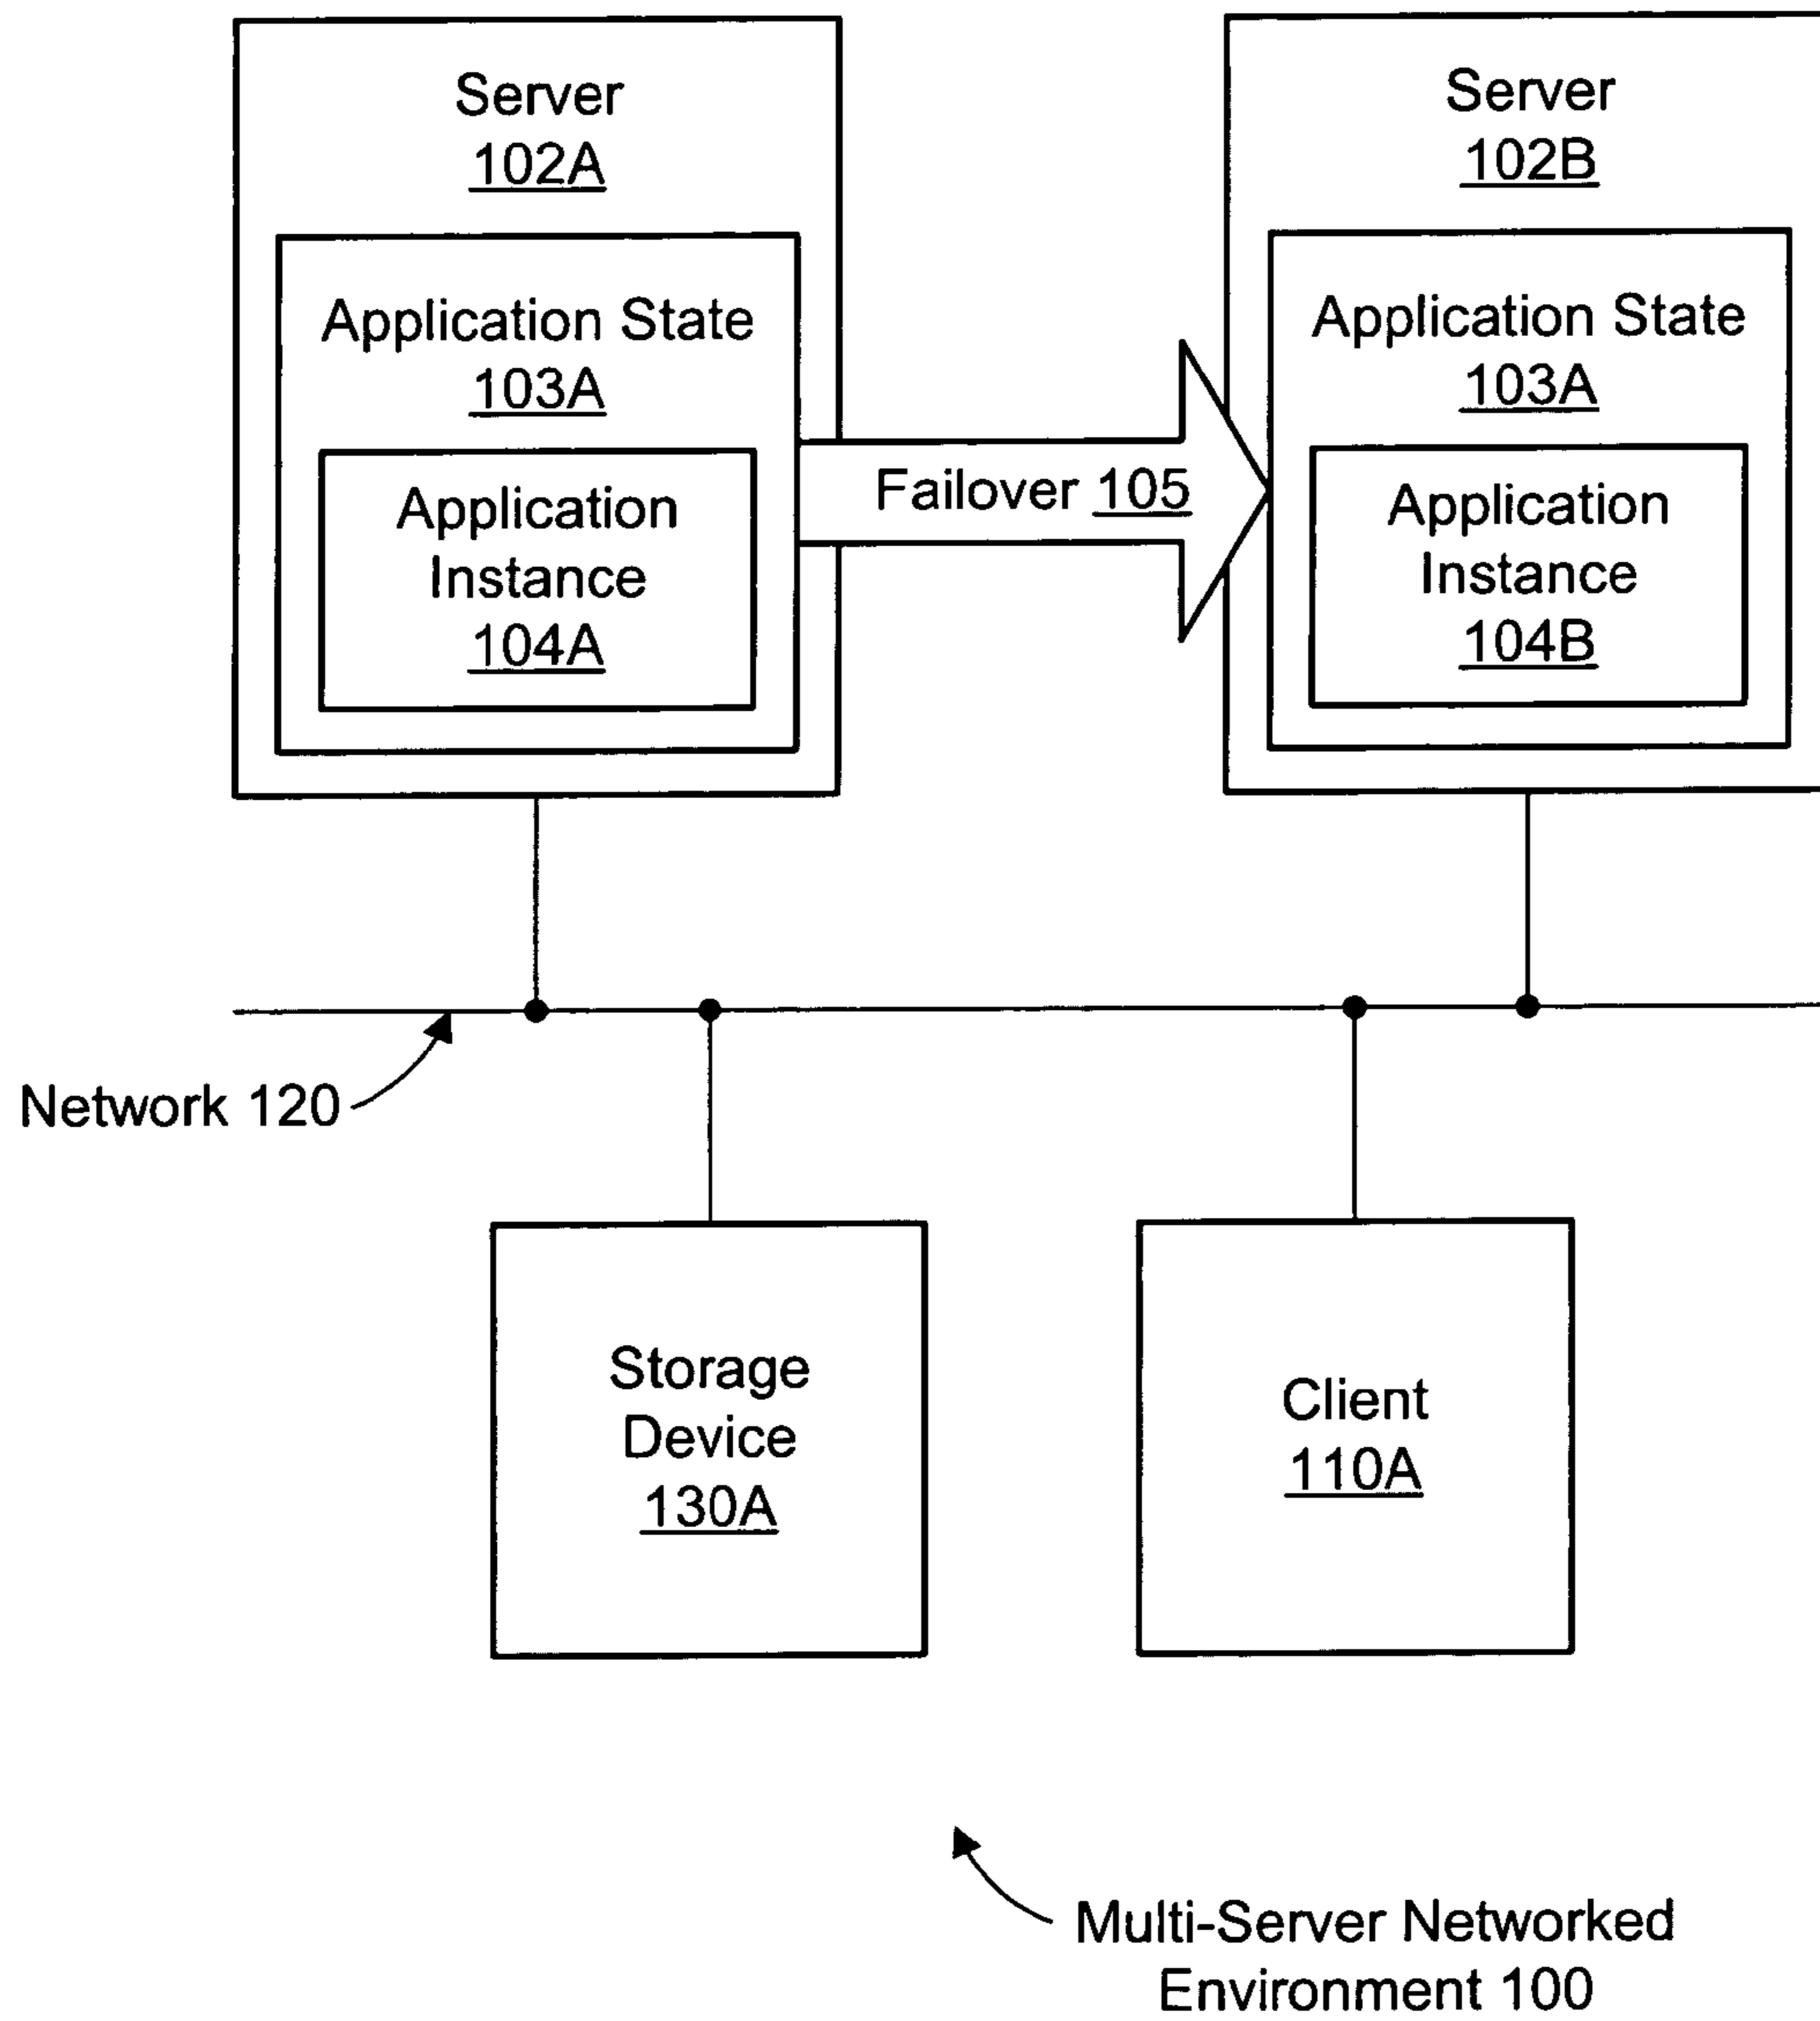 Server
102A
Application State
103A
Application
Instance
104A
Failover 105
Server
102B
Application State
103A
Application
Instance
104B
Network 120
Storage
Device
130A
Client
110A
Multi-Server Networked
Environment 100